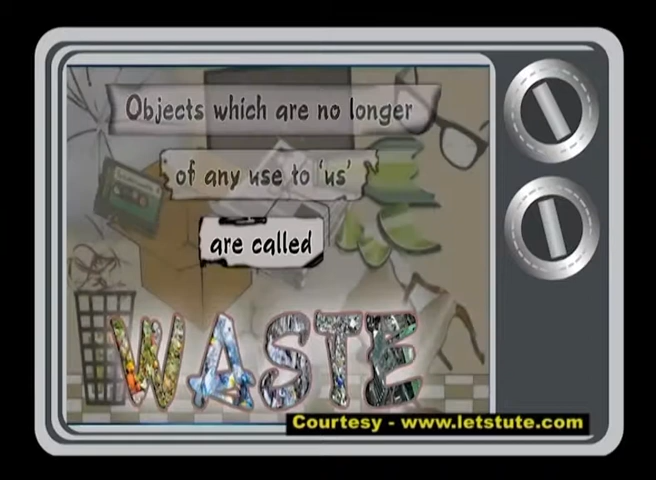 Objects which are no longer
of any use to 'us'
are called
WASTE
Courtesy - www.letstute.com